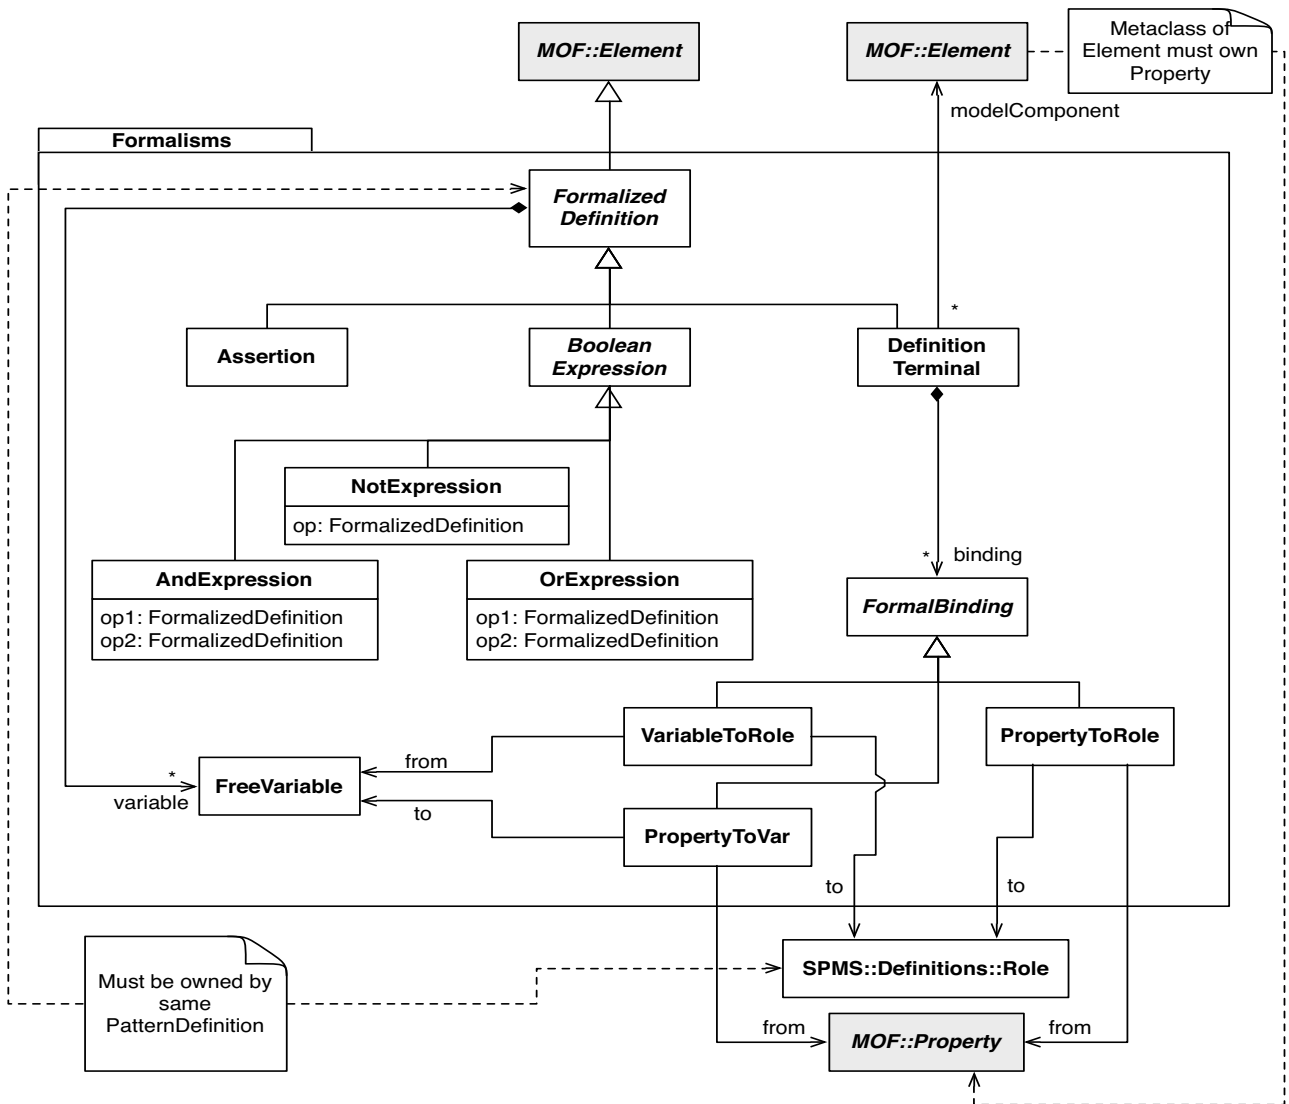 MOF::Element
MOF::Element
Metaclass of
Element must own
Property
modelComponent
Formalisms
Formalized
Definition
*
Assertion
Boolean
Expression
Definition
Terminal
NotExpression
op: FormalizedDefinition
* binding
AndExpression
op1: FormalizedDefinition
op2: FormalizedDefinition
OrExpression
op1: FormalizedDefinition
op2: FormalizedDefinition
FormalBinding
VariableToRole
PropertyToRole
from
*
variable
FreeVariable
to
PropertyToVar
to
to
Must be owned by
same
PatternDefinition
SPMS::Definitions::Role
from
MOF::Property
from